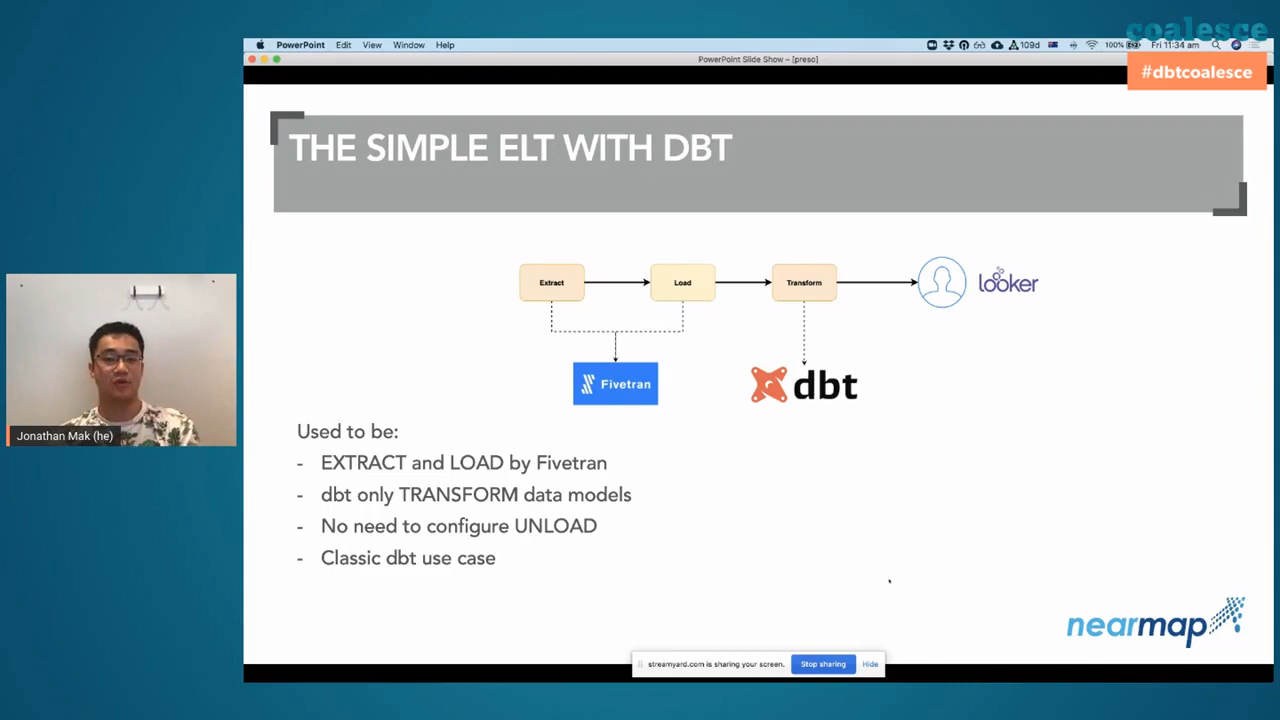 coalesce
PowerPoint Edit View Window Help
109d 100% Fri 11:34 am
PowerPoint Slide Show – [preso]
#dbtcoalesce
THE SIMPLE ELT WITH DBT
Extract Load Transform looker
Fivetran dbt
Jonathan Mak (he)
Used to be:
- EXTRACT and LOAD by Fivetran
- dbt only TRANSFORM data models
- No need to configure UNLOAD
- Classic dbt use case
nearmap
streamyard.com is sharing your screen. Stop sharing Hide